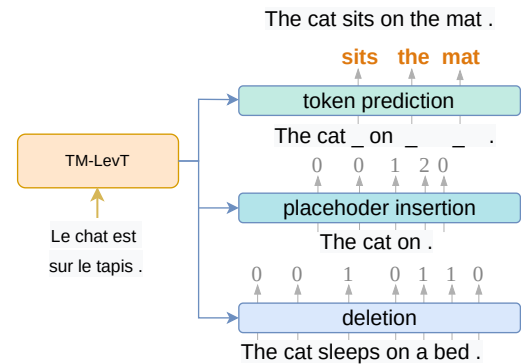 The cat sits on the mat .
sits the mat
token prediction
The cat _ on _ _ .
TM-LevT
0 0 1 2 0
placehoder insertion
Le chat est
sur le tapis .
The cat on .
0 0 1 0 1 1 0
deletion
The cat sleeps on a bed .